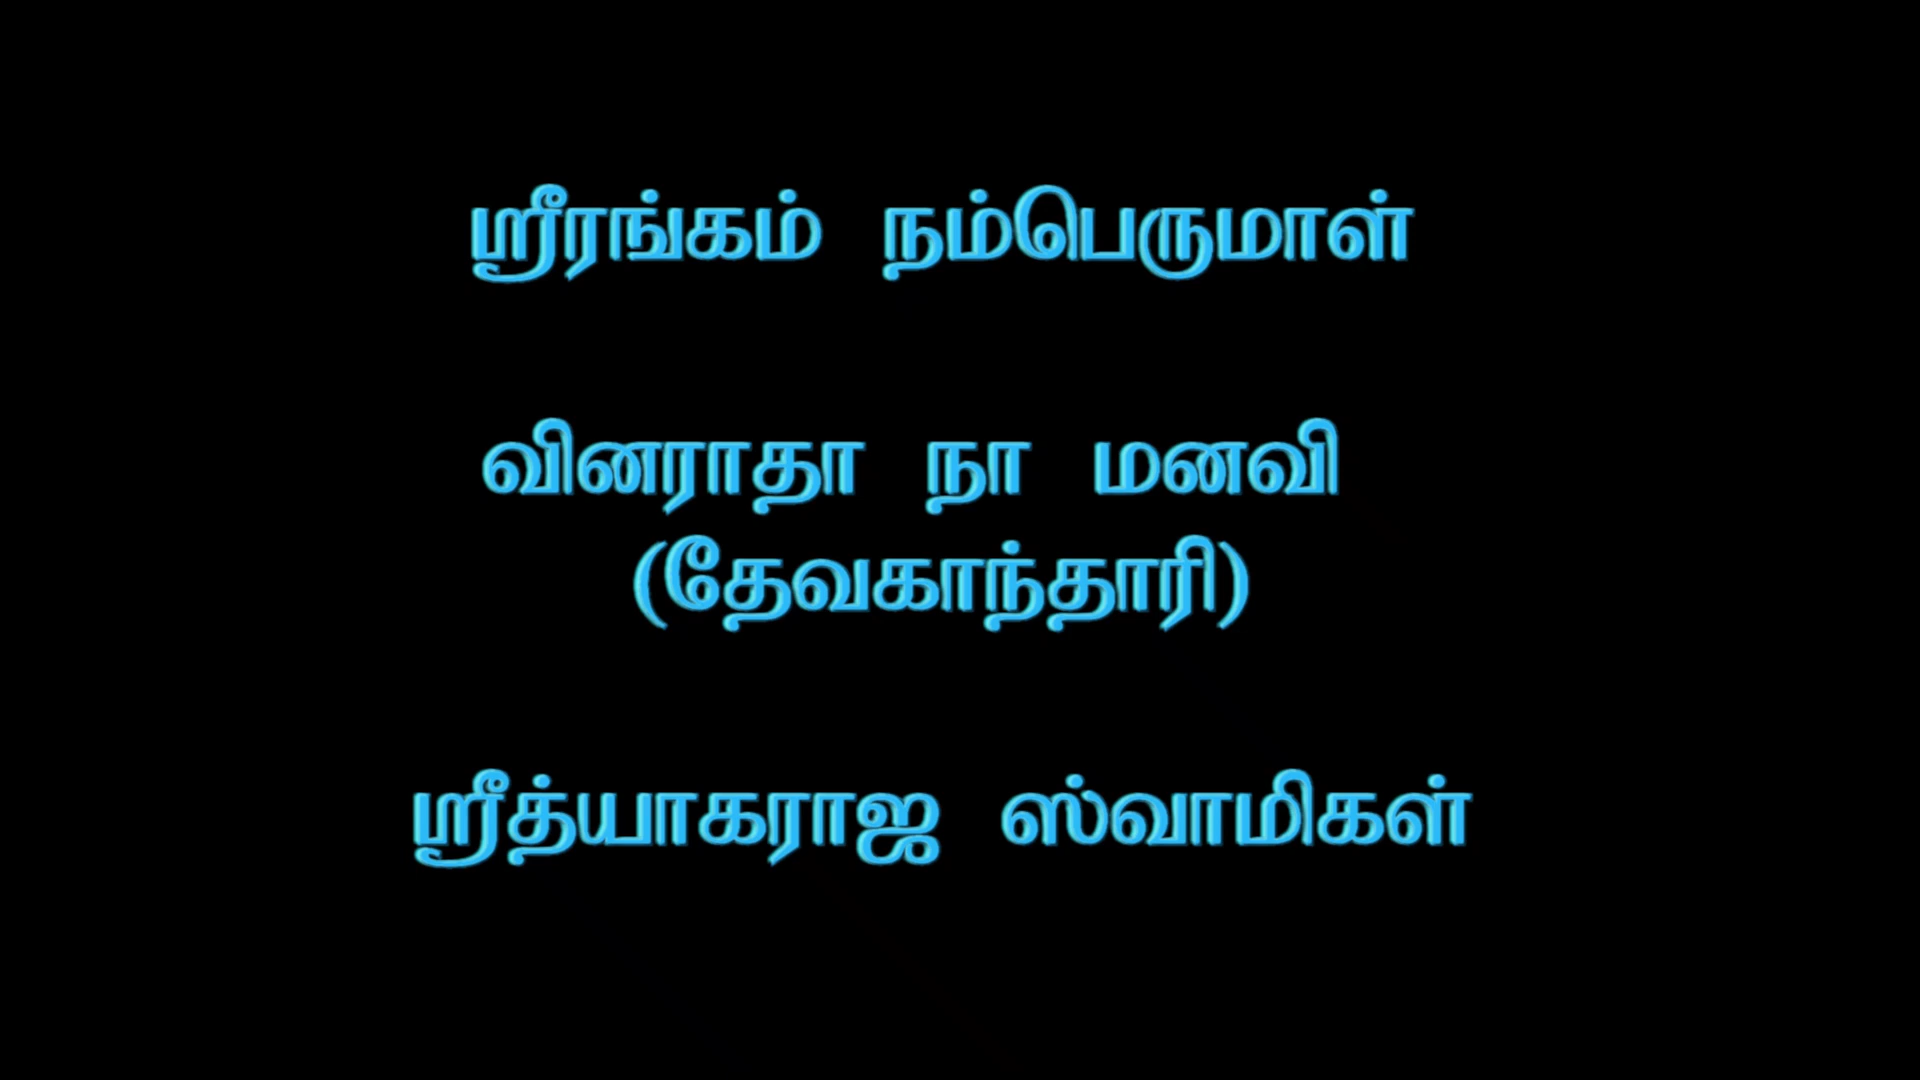 ஸ்ரீரங்கம் நம்பெருமாள்
வினராதா நா மனவி
(தேவகாந்தாரி)
ஸ்ரீத்யாகராஜ ஸ்வாமிகள்